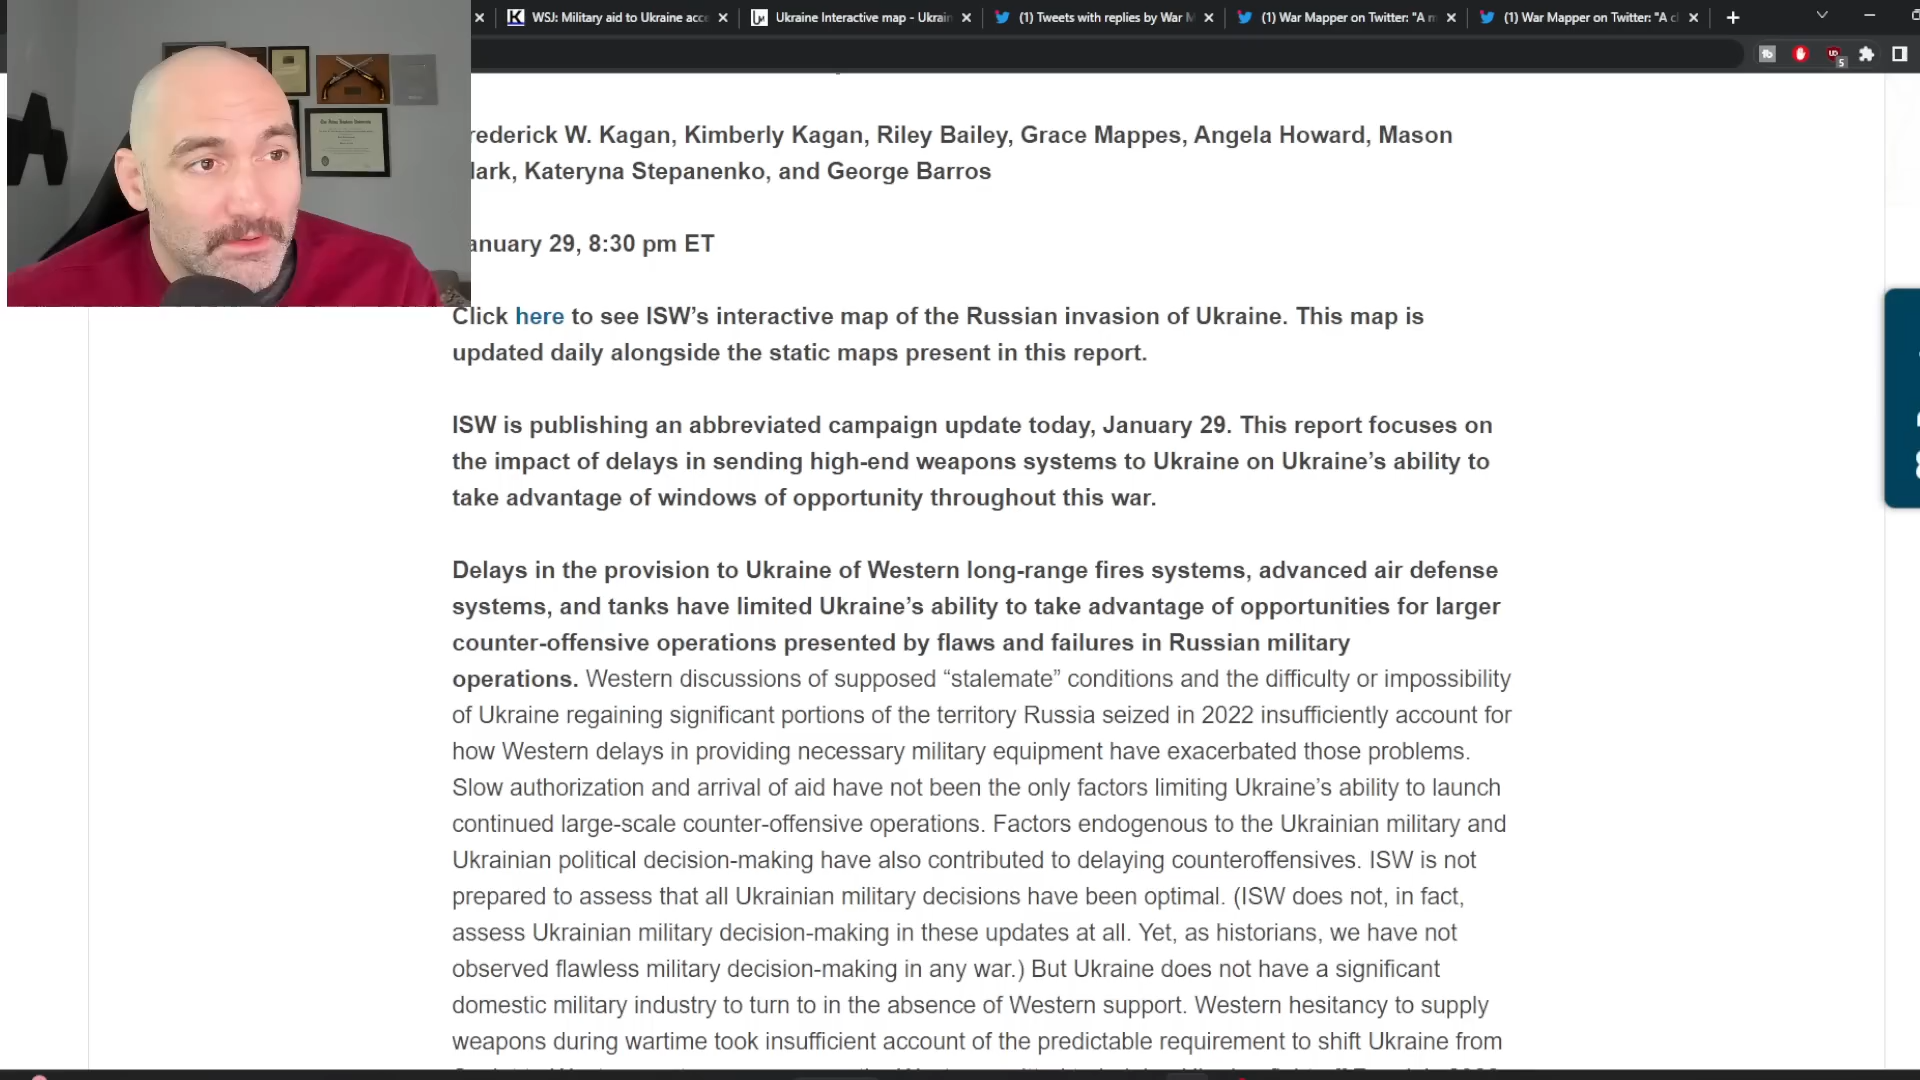 WSJ: Military aid to Ukraine acc
Ukraine Interactive map - Ukrain
(1) Tweets with replies by War M
(1) War Mapper on Twitter: "A m
(1) War Mapper on Twitter: "A cl
5
rederick W. Kagan, Kimberly Kagan, Riley Bailey, Grace Mappes, Angela Howard, Mason
lark, Kateryna Stepanenko, and George Barros
anuary 29, 8:30 pm ET
Click here to see ISW’s interactive map of the Russian invasion of Ukraine. This map is
updated daily alongside the static maps present in this report.
ISW is publishing an abbreviated campaign update today, January 29. This report focuses on
the impact of delays in sending high-end weapons systems to Ukraine on Ukraine’s ability to
take advantage of windows of opportunity throughout this war.
Delays in the provision to Ukraine of Western long-range fires systems, advanced air defense
systems, and tanks have limited Ukraine’s ability to take advantage of opportunities for larger
counter-offensive operations presented by flaws and failures in Russian military
operations. Western discussions of supposed “stalemate” conditions and the difficulty or impossibility
of Ukraine regaining significant portions of the territory Russia seized in 2022 insufficiently account for
how Western delays in providing necessary military equipment have exacerbated those problems.
Slow authorization and arrival of aid have not been the only factors limiting Ukraine’s ability to launch
continued large-scale counter-offensive operations. Factors endogenous to the Ukrainian military and
Ukrainian political decision-making have also contributed to delaying counteroffensives. ISW is not
prepared to assess that all Ukrainian military decisions have been optimal. (ISW does not, in fact,
assess Ukrainian military decision-making in these updates at all. Yet, as historians, we have not
observed flawless military decision-making in any war.) But Ukraine does not have a significant
domestic military industry to turn to in the absence of Western support. Western hesitancy to supply
weapons during wartime took insufficient account of the predictable requirement to shift Ukraine from